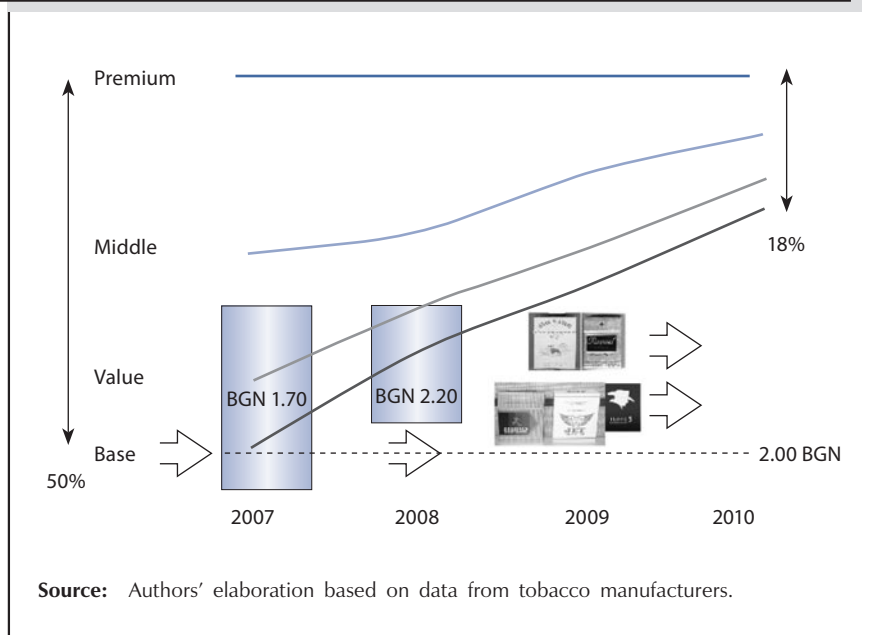 Premium
Middle
18%
Value
BGN 1.70
BGN 2.20
Base
2.00 BGN
50%
2007 2008 2009 2010
Source: Authors' elaboration based on data from tobacco manufacturers.